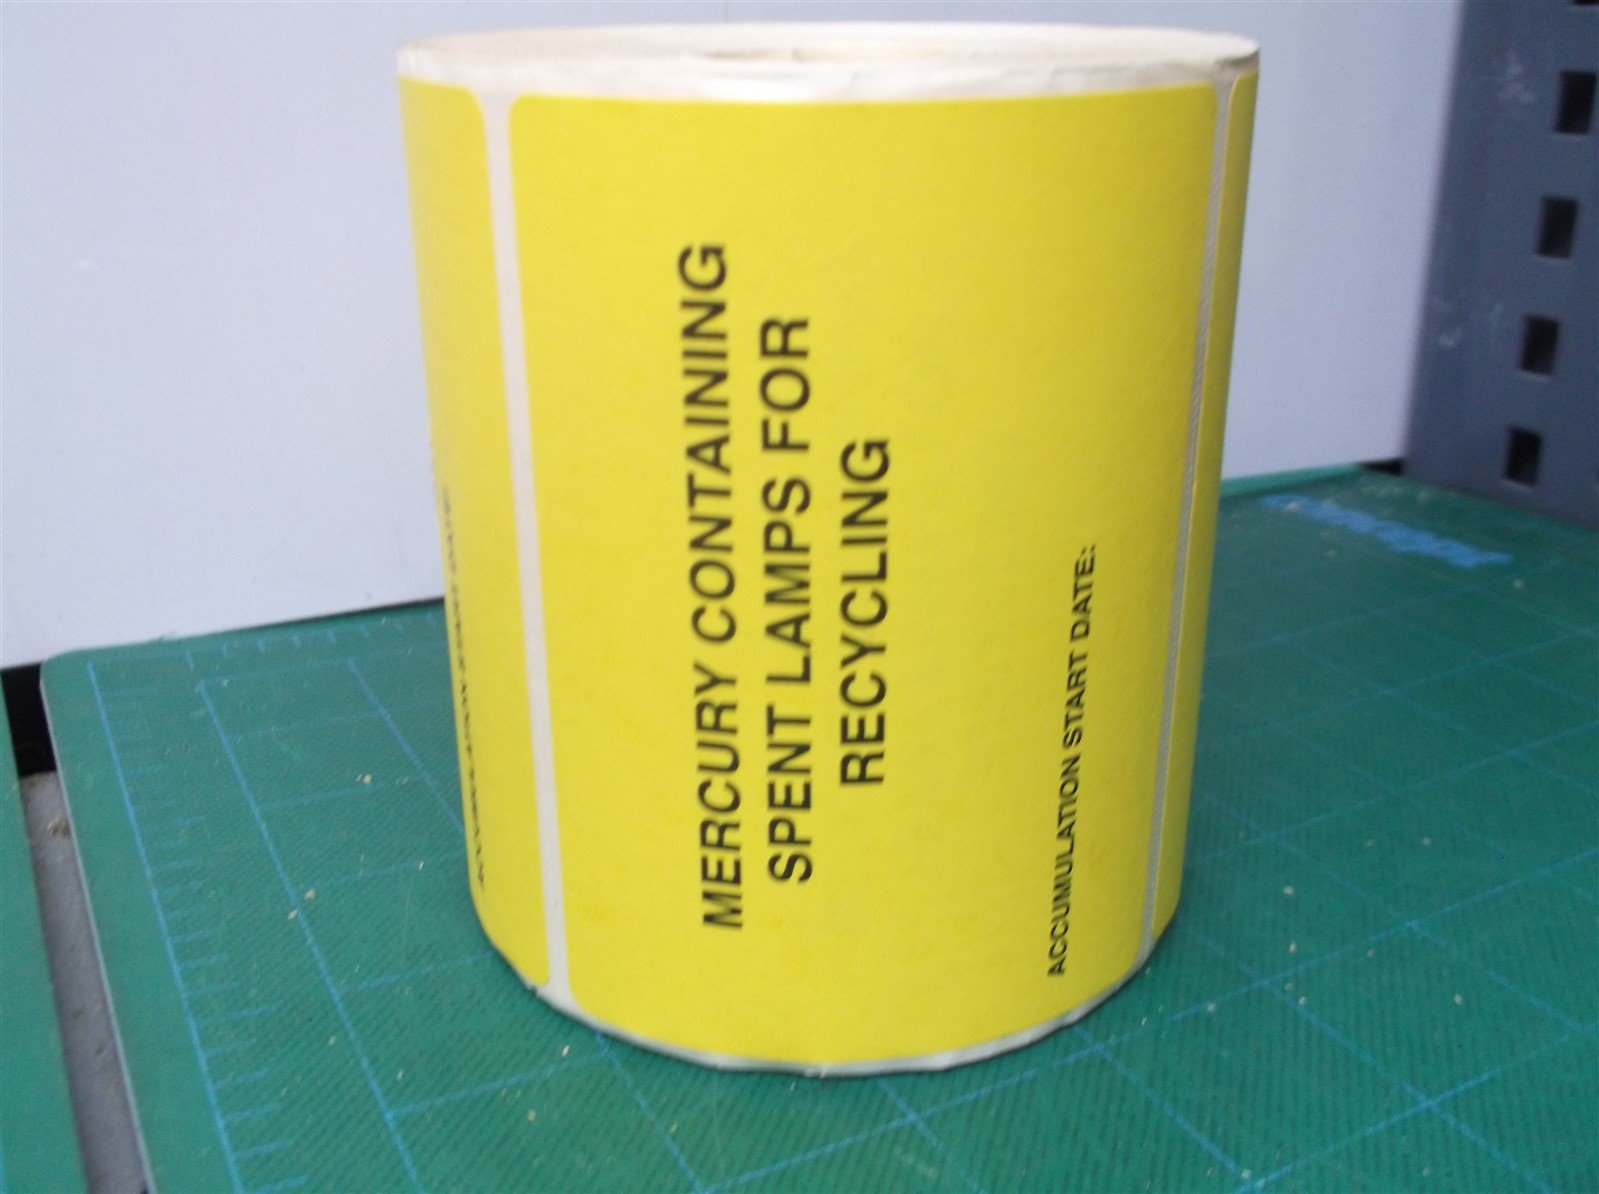 MERCURY CONTAINING
SPENT LAMPS FOR
RECYCLING
ACCUMULATION START DATE: